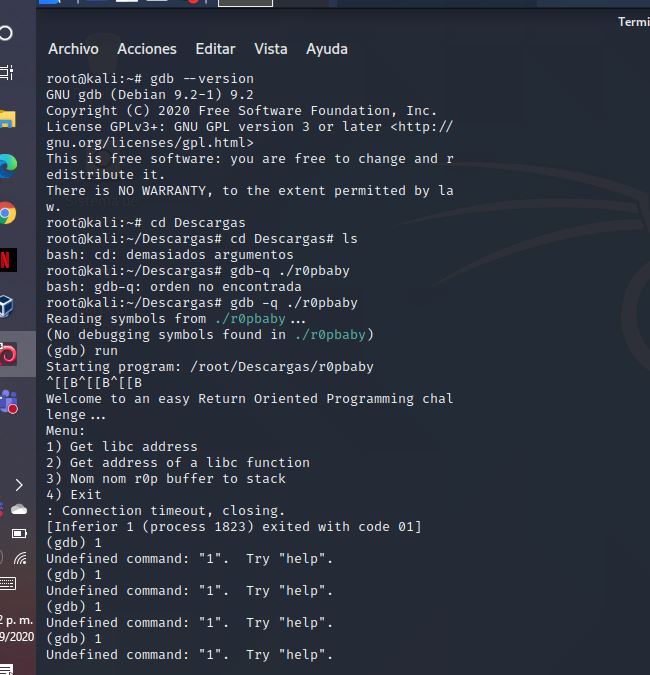 Termi
Archivo Acciones Editar Vista Ayuda
root@kali:~# gdb --version
GNU gdb (Debian 9.2-1) 9.2
Copyright (C) 2020 Free Software Foundation, Inc.
License GPLv3+: GNU GPL version 3 or later <http://
gnu.org/licenses/gpl.html>
This is free software: you are free to change and r
edistribute it.
There is NO WARRANTY, to the extent permitted by la
w.
root@kali:~# cd Descargas
root@kali:~/Descargas# cd Descargas# ls
bash: cd: demasiados argumentos
root@kali:~/Descargas# gdb-q ./r0pbaby
bash: gdb-q: orden no encontrada
root@kali:~/Descargas# gdb -q ./r0pbaby
Reading symbols from ./r0pbaby...
(No debugging symbols found in ./r0pbaby)
(gdb) run
Starting program: /root/Descargas/r0pbaby
^[[B^[[B^[[B
Welcome to an easy Return Oriented Programming chal
lenge...
Menu:
1) Get libc address
2) Get address of a libc function
3) Nom nom r0p buffer to stack
4) Exit
: Connection timeout, closing.
[Inferior 1 (process 1823) exited with code 01]
(gdb) 1
Undefined command: "1".  Try "help".
(gdb) 1
Undefined command: "1".  Try "help".
(gdb) 1
Undefined command: "1".  Try "help".
(gdb) 1
Undefined command: "1".  Try "help".
2 p. m.
9/2020